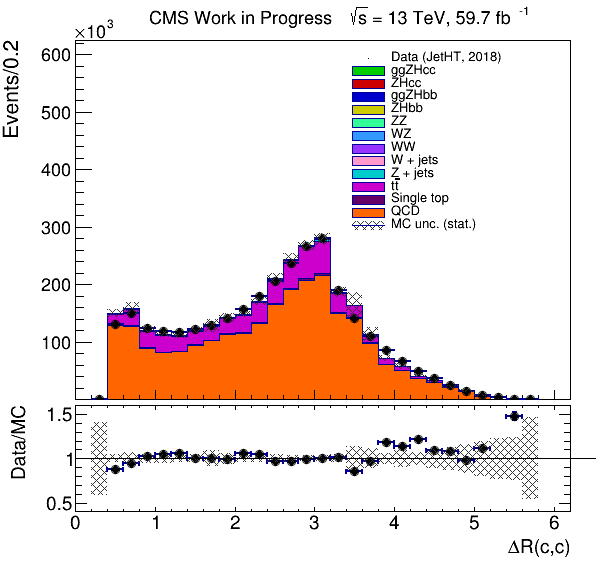 CMS Work in Progress √s = 13 TeV, 59.7 fb⁻¹
×10³
Events/0.2
600
500
400
300
200
100
Data (JetHT, 2018)
ggZHcc
ZHcc
ggZHbb
ZHbb
ZZ
WZ
WW
W + jets
Z + jets
tt̅
Single top
QCD
MC unc. (stat.)
Data/MC
1.5
1
0.5
0 1 2 3 4 5 6
ΔR(c,c)